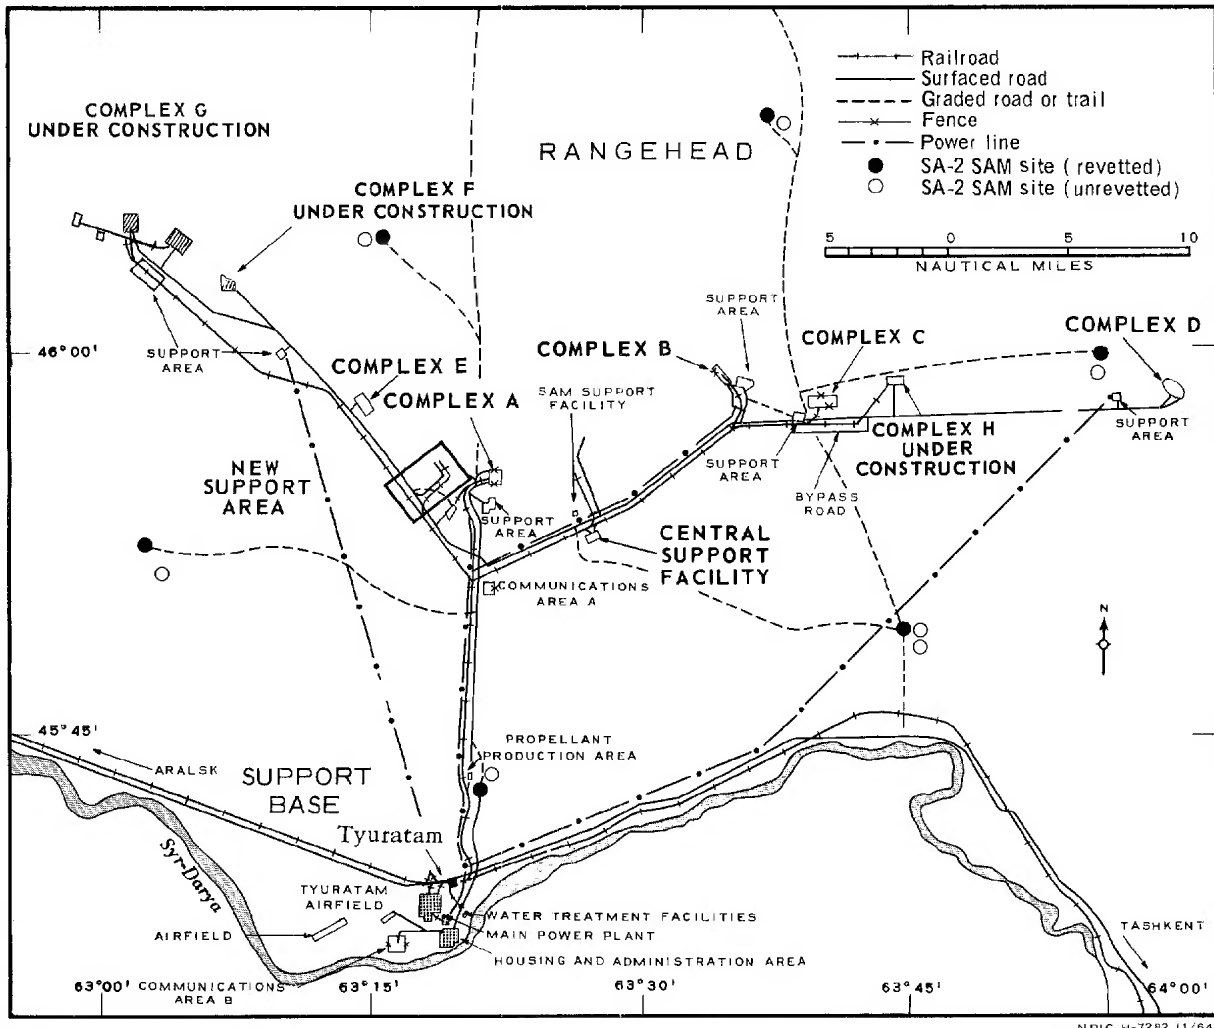 Railroad
Surfaced road
Graded road or trail
Fence
Power line
SA-2 SAM site (revetted)
SA-2 SAM site (unrevetted)
5 0 5 10
NAUTICAL MILES
COMPLEX G
UNDER CONSTRUCTION
RANGEHEAD
COMPLEX F
UNDER CONSTRUCTION
SUPPORT
AREA
COMPLEX D
COMPLEX C
46°00'
SUPPORT
AREA
COMPLEX B
COMPLEX E
SAM SUPPORT
FACILITY
COMPLEX A
COMPLEX H
UNDER
CONSTRUCTION
SUPPORT
AREA
SUPPORT
AREA
BYPASS
ROAD
NEW
SUPPORT
AREA
SUPPORT
AREA
CENTRAL
SUPPORT
FACILITY
COMMUNICATIONS
AREA A
N
45°45'
PROPELLANT
PRODUCTION AREA
ARALSK
SUPPORT
BASE
Tyuratam
Syr-Darya
TYURATAM
AIRFIELD
WATER TREATMENT FACILITIES
MAIN POWER PLANT
AIRFIELD
HOUSING AND ADMINISTRATION AREA
TASHKENT
COMMUNICATIONS
AREA B
63°00' 63°15' 63°30' 63°45' 64°00'
NPIC H-7282 (1/64)